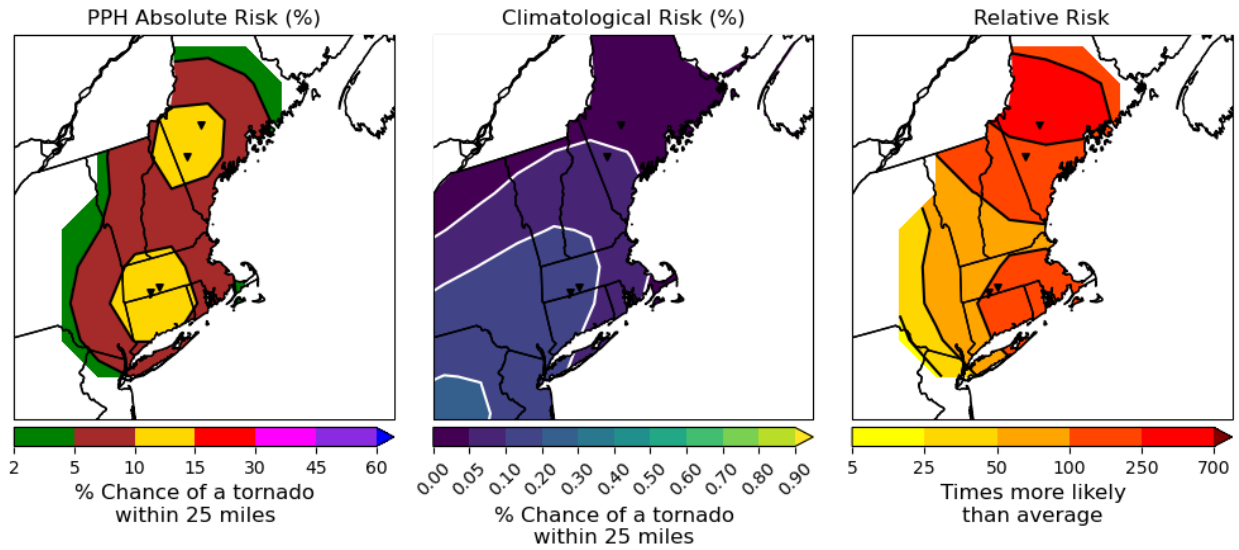 PPH Absolute Risk (%)
Climatological Risk (%)
Relative Risk
2 5 10 15 30 45 60
% Chance of a tornado
within 25 miles
0.00 0.05 0.10 0.20 0.30 0.40 0.50 0.60 0.70 0.80 0.90
% Chance of a tornado
within 25 miles
5 25 50 100 250 700
Times more likely
than average